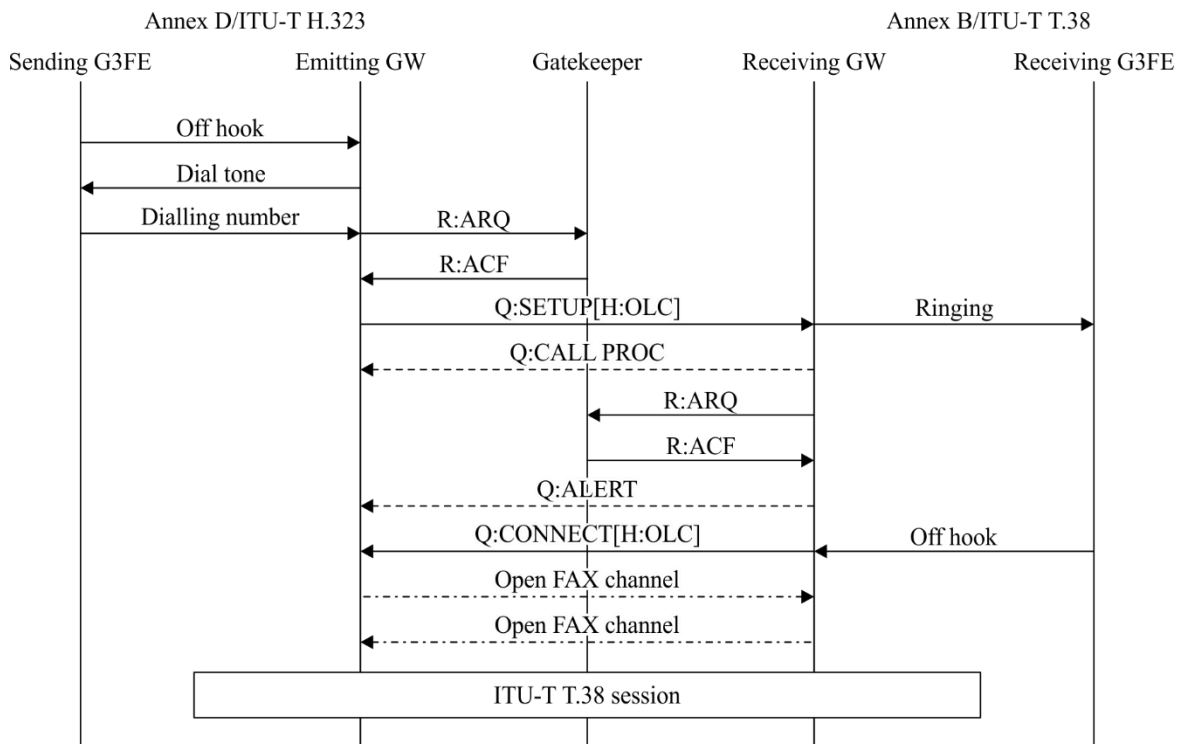 Annex D/ITU-T H.323 Annex B/ITU-T T.38
Sending G3FE Emitting GW Gatekeeper Receiving GW Receiving G3FE
Off hook
Dial tone
Dialling number R:ARQ
R:ACF
Q:SETUP[H:OLC] Ringing
Q:CALL PROC
R:ARQ
R:ACF
Q:ALERT
Q:CONNECT[H:OLC] Off hook
Open FAX channel
Open FAX channel
ITU-T T.38 session